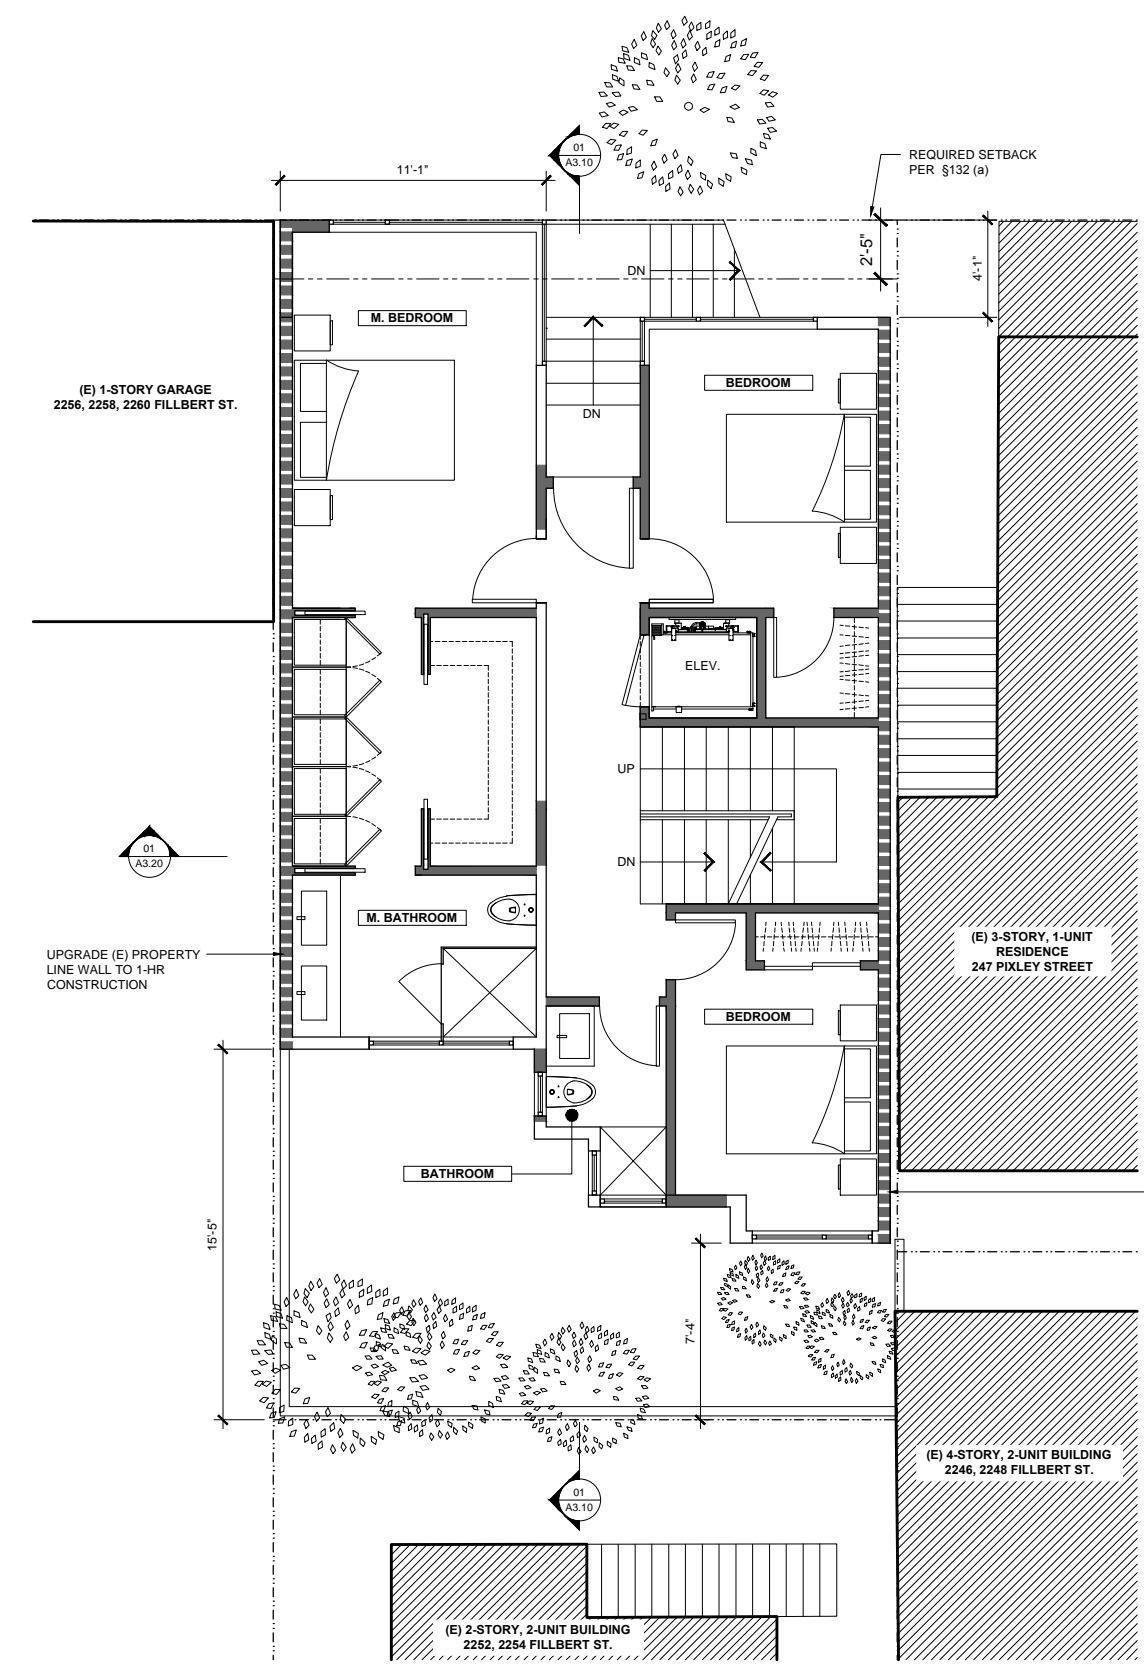 01
A3.10
REQUIRED SETBACK
PER §132 (a)
11'-1"
2'-5"
4'-1"
DN
M. BEDROOM
BEDROOM
(E) 1-STORY GARAGE
2256, 2258, 2260 FILLBERT ST.
DN
ELEV.
UP
DN
01
A3.20
M. BATHROOM
UPGRADE (E) PROPERTY
LINE WALL TO 1-HR
CONSTRUCTION
(E) 3-STORY, 1-UNIT
RESIDENCE
247 PIXLEY STREET
BEDROOM
BATHROOM
15'-5"
7'-4"
(E) 4-STORY, 2-UNIT BUILDING
2246, 2248 FILLBERT ST.
01
A3.10
(E) 2-STORY, 2-UNIT BUILDING
2252, 2254 FILLBERT ST.